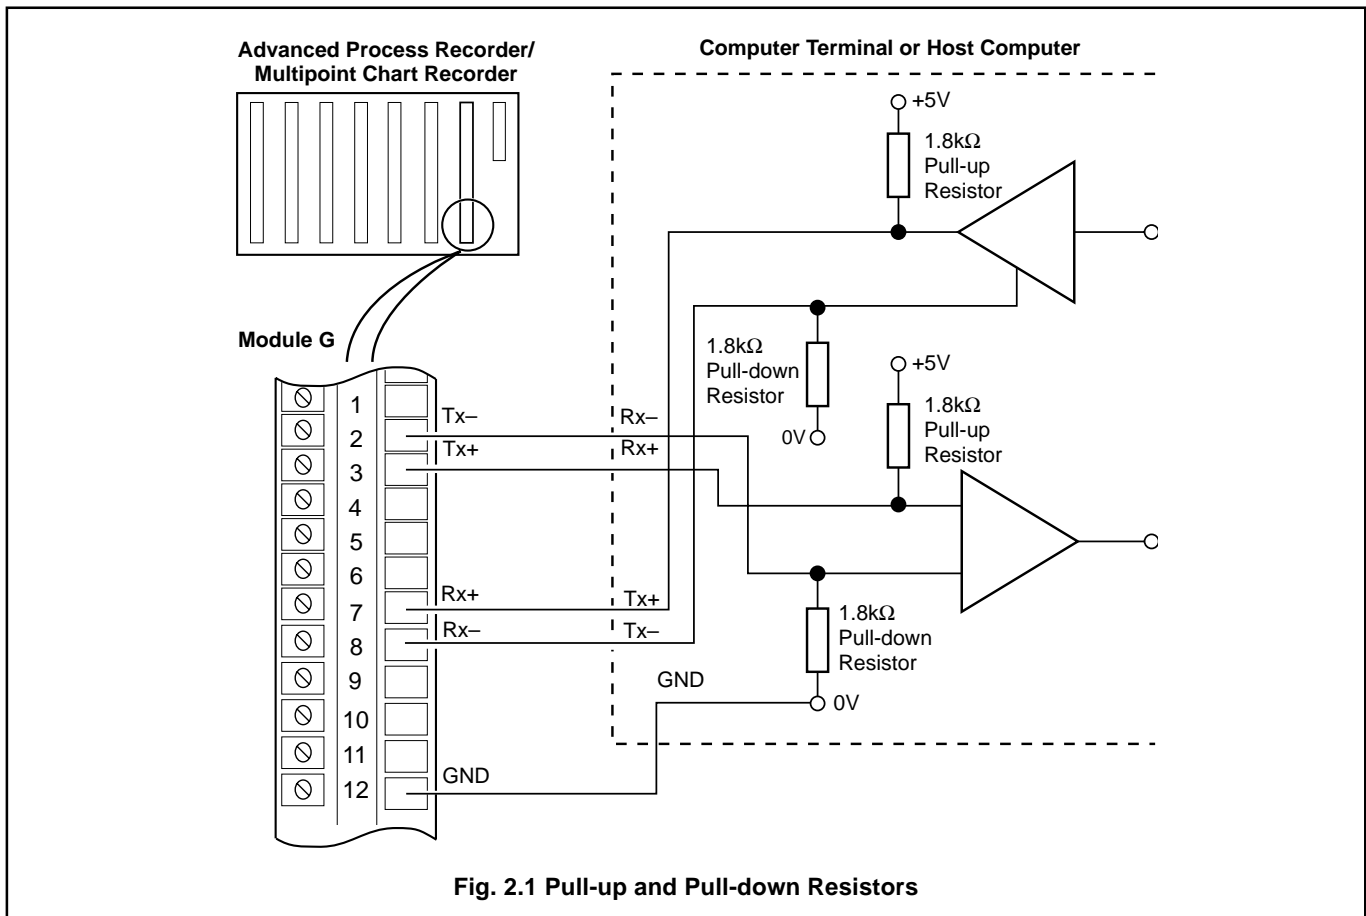 Advanced Process Recorder/
Multipoint Chart Recorder
Computer Terminal or Host Computer
+5V
1.8kΩ
Pull-up
Resistor
Module G
1.8kΩ
Pull-down
Resistor
0V
+5V
1.8kΩ
Pull-up
Resistor
1
2
3
4
5
6
7
8
9
10
11
12
Tx–
Tx+
Rx+
Rx–
GND
Rx–
Rx+
Tx+
Tx–
GND
1.8kΩ
Pull-down
Resistor
0V
Fig. 2.1 Pull-up and Pull-down Resistors